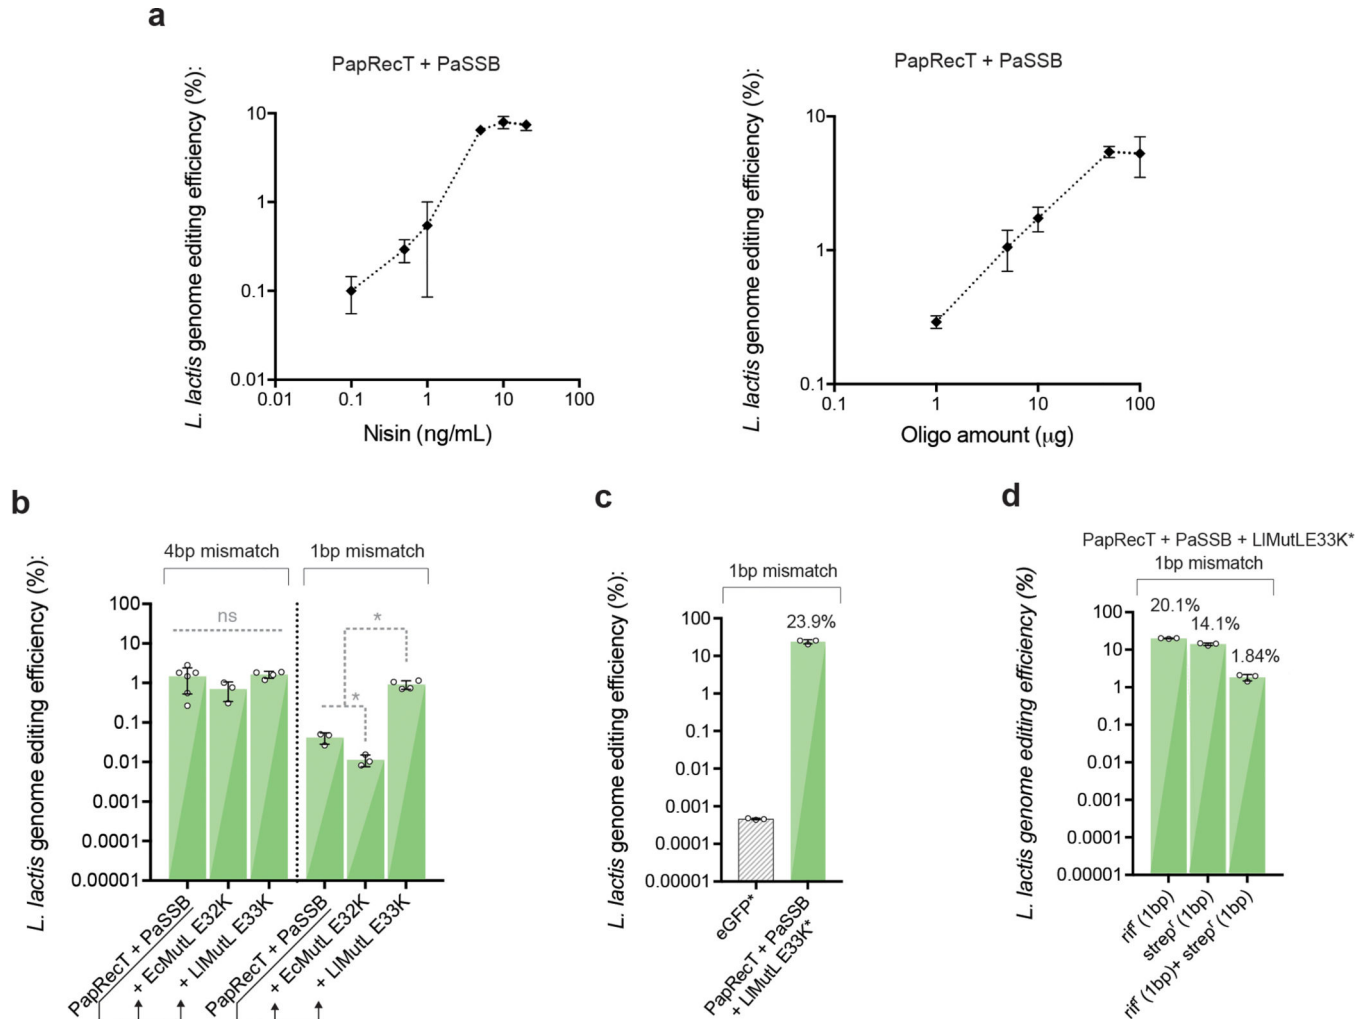 a
PapRecT + PaSSB
L. lactis genome editing efficiency (%):
10
1
0.1
0.01
0.01
0.1
1
10
100
Nisin (ng/mL)
PapRecT + PaSSB
L. lactis genome editing efficiency (%):
10
1
0.1
0.1
1
10
100
Oligo amount (μg)
b
4bp mismatch
1bp mismatch
L. lactis genome editing efficiency (%):
100
10
1
0.1
0.01
0.001
0.0001
0.00001
ns
*
*
PapRecT + PaSSB
+ EcMutL E32K
+ LlMutL E33K
PapRecT + PaSSB
+ EcMutL E32K
+ LlMutL E33K
c
1bp mismatch
L. lactis genome editing efficiency (%):
100
10
1
0.1
0.01
0.001
0.0001
0.00001
23.9%
eGFP*
PapRecT + PaSSB
+ LlMutL E33K*
d
PapRecT + PaSSB + LlMutLE33K*
1bp mismatch
L. lactis genome editing efficiency (%)
100
10
1
0.1
0.01
0.001
0.0001
0.00001
20.1%
14.1%
1.84%
rifʳ (1bp)
strepʳ (1bp)
rifʳ (1bp)+ strepʳ (1bp)